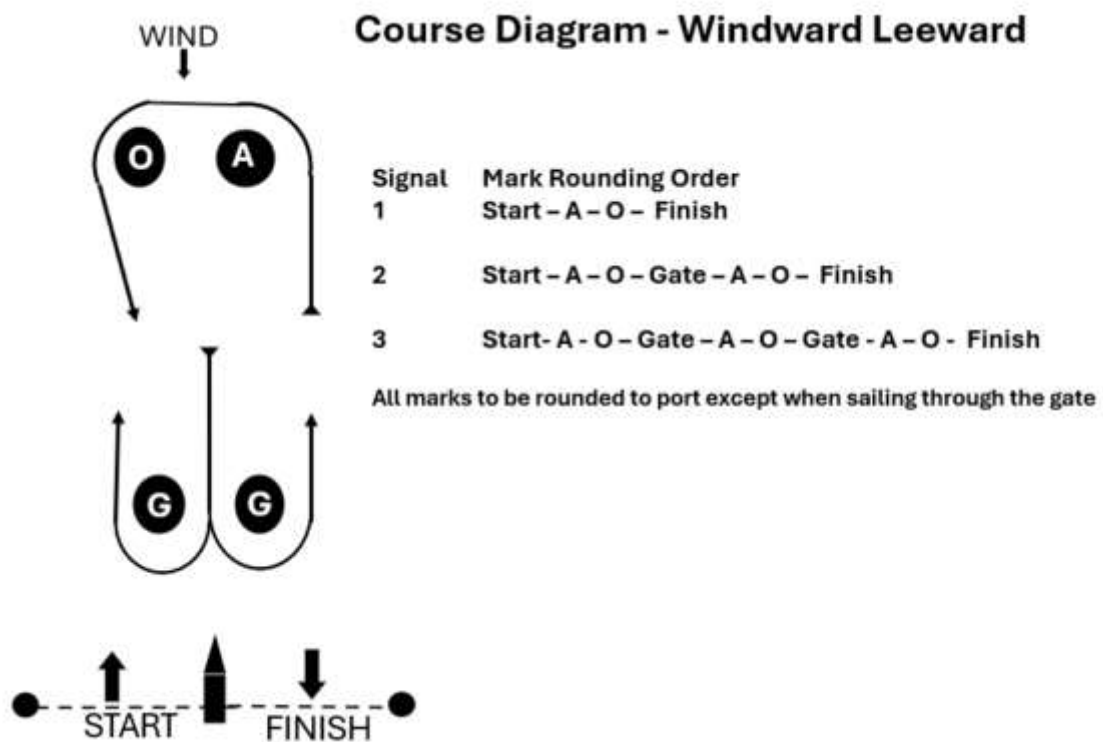 Course Diagram - Windward Leeward
WIND
O A
Signal Mark Rounding Order
1 Start – A – O – Finish
2 Start – A – O – Gate – A – O – Finish
3 Start- A - O – Gate – A – O – Gate - A – O - Finish
All marks to be rounded to port except when sailing through the gate
G G
START FINISH